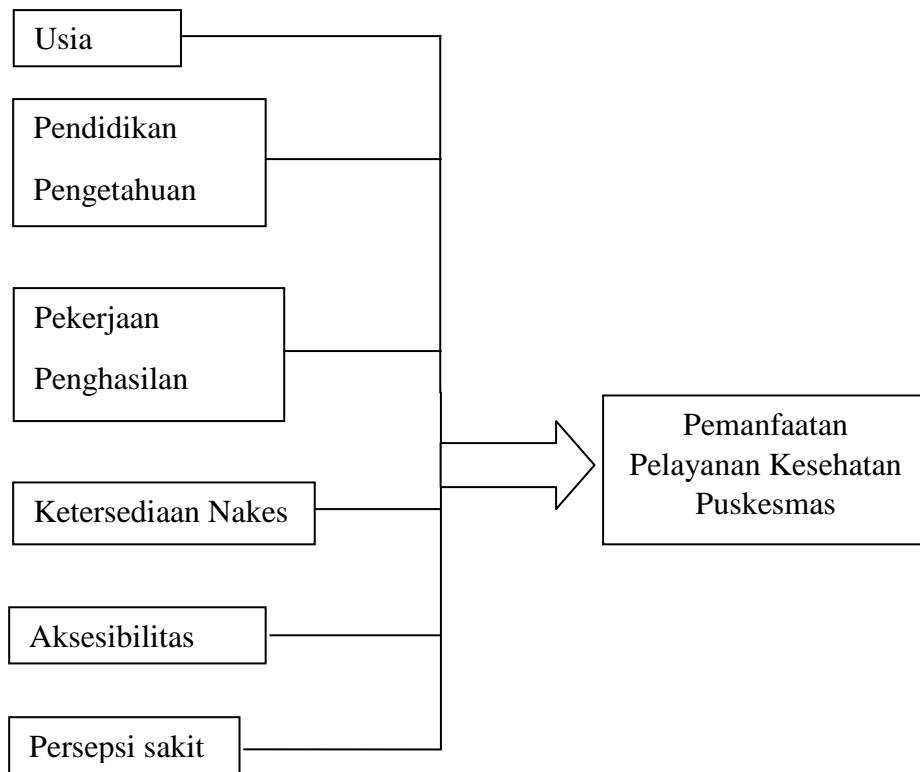 Usia
Pendidikan
Pengetahuan
Pekerjaan
Penghasilan
Ketersediaan Nakes
Aksesibilitas
Persepsi sakit
Pemanfaatan
Pelayanan Kesehatan
Puskesmas